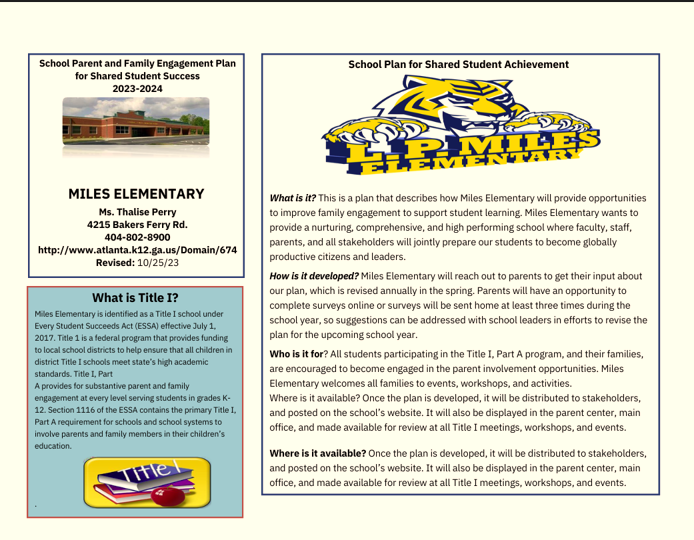 School Parent and Family Engagement Plan
for Shared Student Success
2023-2024
MILES ELEMENTARY
Ms. Thalise Perry
4215 Bakers Ferry Rd.
404-802-8900
http://www.atlanta.k12.ga.us/Domain/674
Revised: 10/25/23
What is Title I?
Miles Elementary is identified as a Title I school under
Every Student Succeeds Act (ESSA) effective July 1,
2017. Title 1 is a federal program that provides funding
to local school districts to help ensure that all children in
district Title I schools meet state's high academic
standards. Title I, Part
A provides for substantive parent and family
engagement at every level serving students in grades K-
12. Section 1116 of the ESSA contains the primary Title I,
Part A requirement for schools and school systems to
involve parents and family members in their children's
education.
Title I
.
School Plan for Shared Student Achievement
L P MILES
ELEMENTARY
What is it? This is a plan that describes how Miles Elementary will provide opportunities
to improve family engagement to support student learning. Miles Elementary wants to
provide a nurturing, comprehensive, and high performing school where faculty, staff,
parents, and all stakeholders will jointly prepare our students to become globally
productive citizens and leaders.
How is it developed? Miles Elementary will reach out to parents to get their input about
our plan, which is revised annually in the spring. Parents will have an opportunity to
complete surveys online or surveys will be sent home at least three times during the
school year, so suggestions can be addressed with school leaders in efforts to revise the
plan for the upcoming school year.
Who is it for? All students participating in the Title I, Part A program, and their families,
are encouraged to become engaged in the parent involvement opportunities. Miles
Elementary welcomes all families to events, workshops, and activities.
Where is it available? Once the plan is developed, it will be distributed to stakeholders,
and posted on the school's website. It will also be displayed in the parent center, main
office, and made available for review at all Title I meetings, workshops, and events.
Where is it available? Once the plan is developed, it will be distributed to stakeholders,
and posted on the school's website. It will also be displayed in the parent center, main
office, and made available for review at all Title I meetings, workshops, and events.